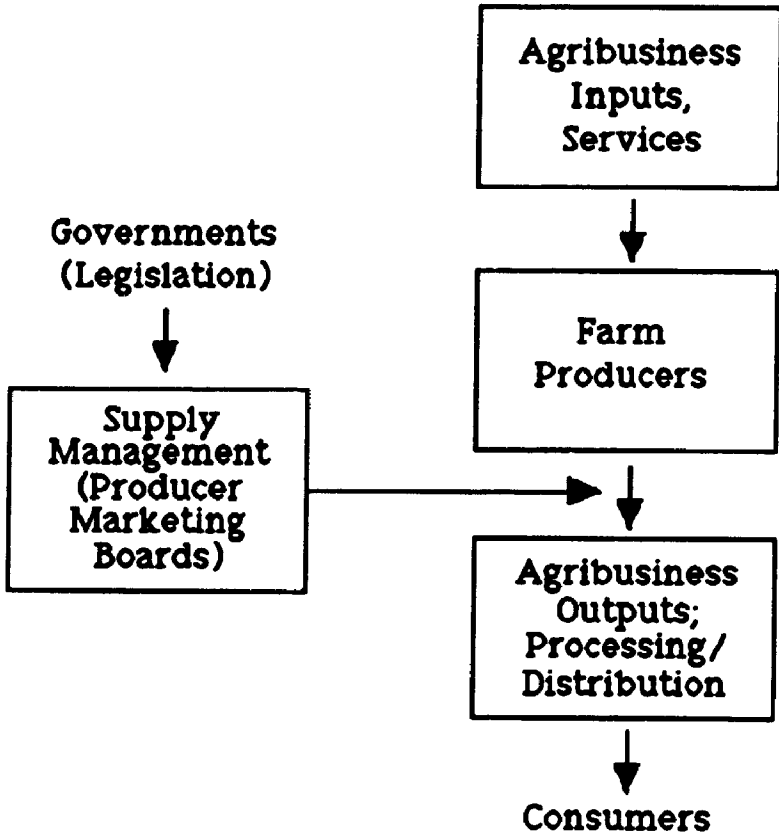 Agribusiness
Inputs,
Services
Governments
(Legislation)
Farm
Producers
Supply
Management
(Producer
Marketing
Boards)
Agribusiness
Outputs;
Processing/
Distribution
Consumers